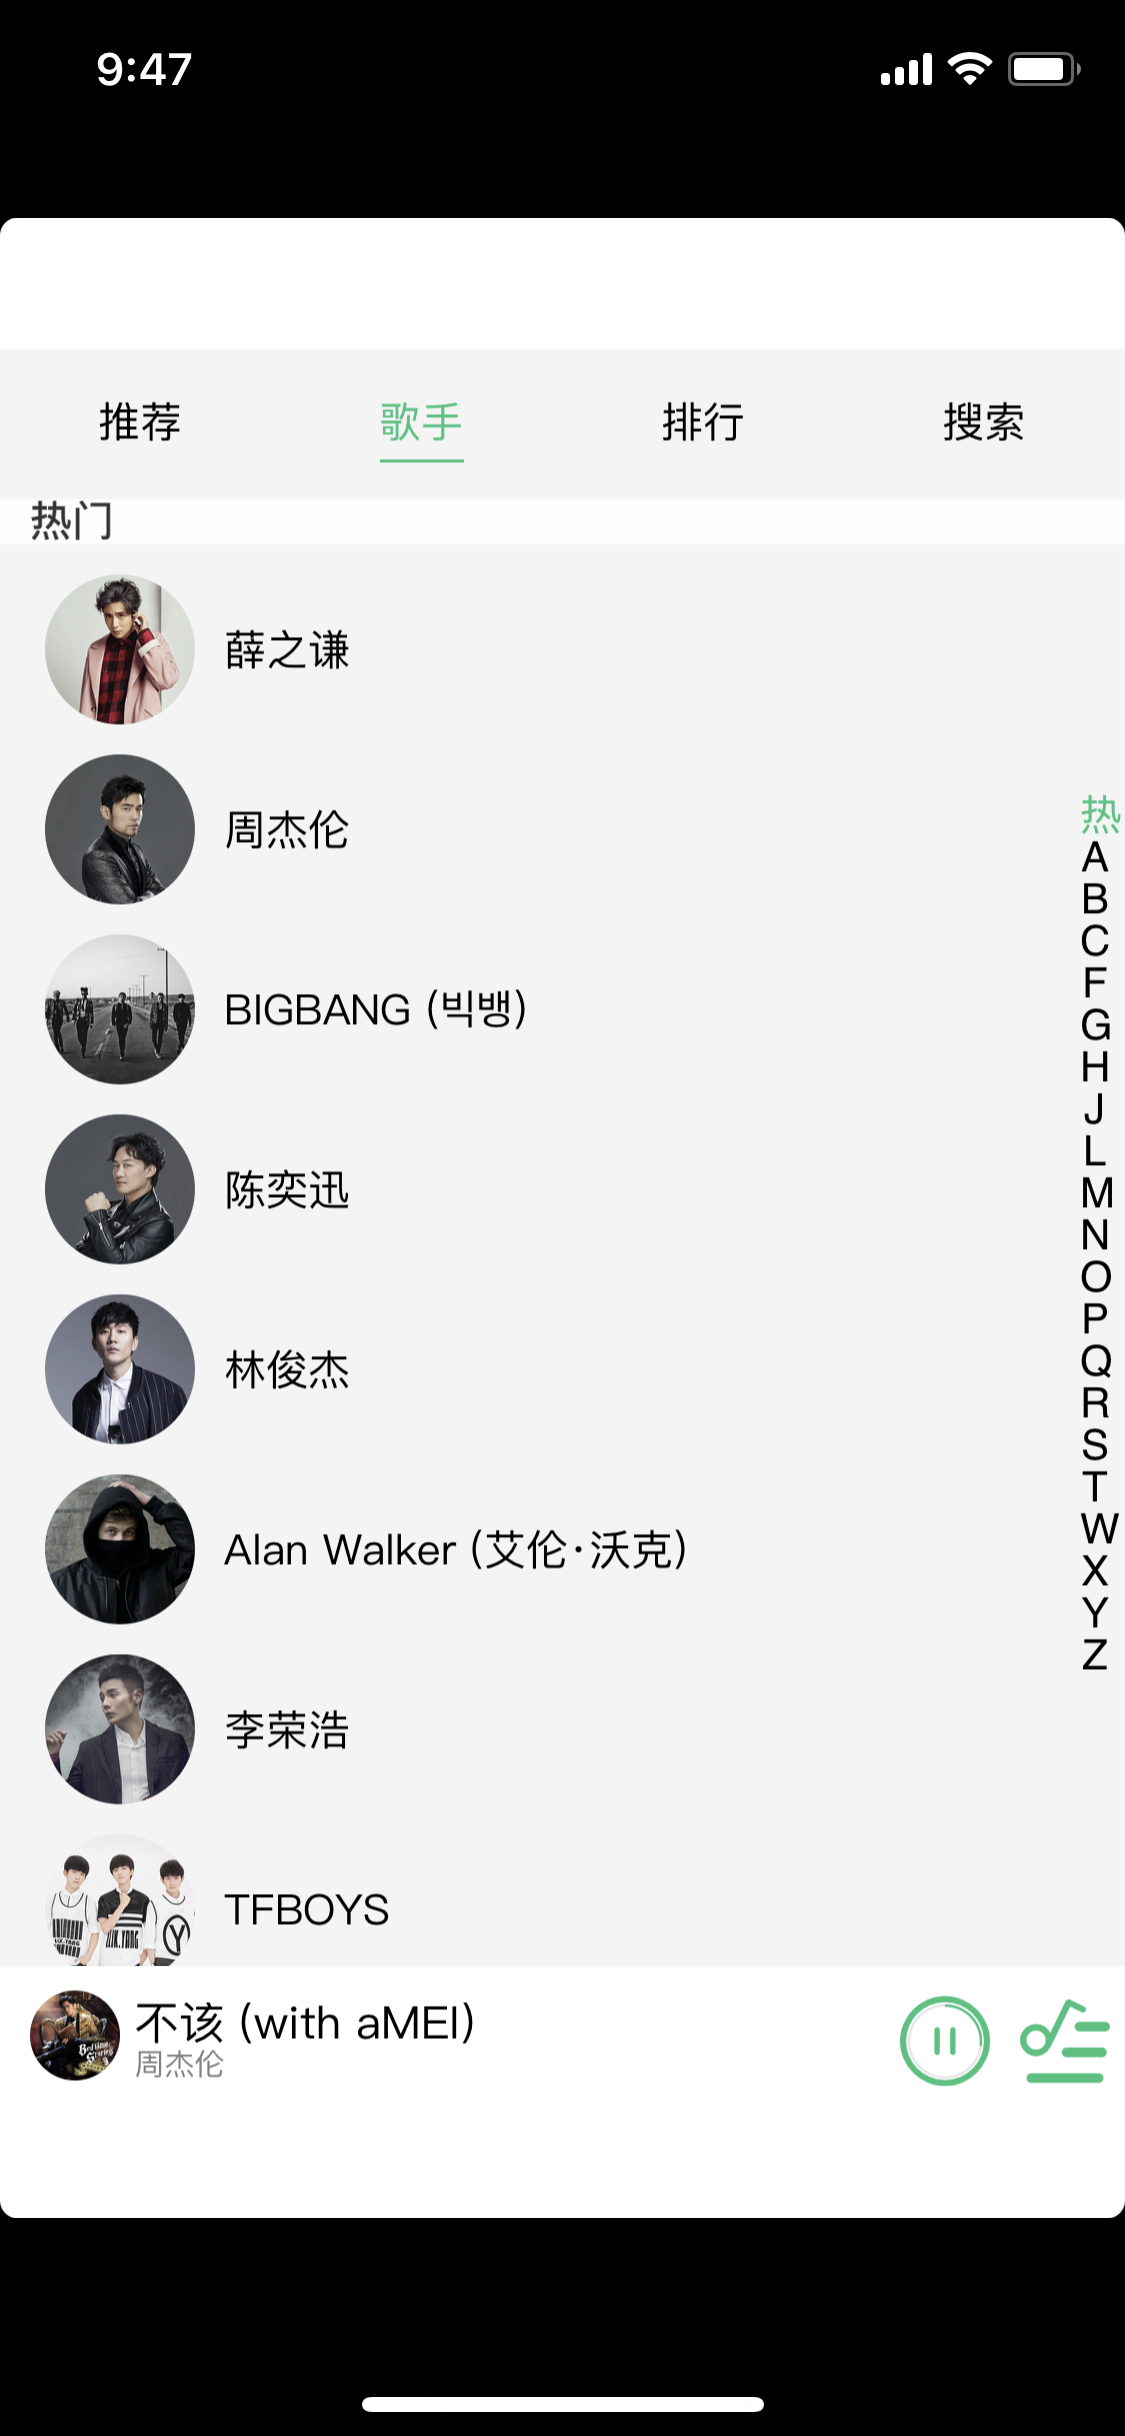 9:47
推荐
歌手
排行
搜索
热门
薛之谦
周杰伦
BIGBANG (빅뱅)
陈奕迅
林俊杰
Alan Walker (艾伦·沃克)
李荣浩
TFBOYS
热
A
B
C
F
G
H
J
L
M
N
O
P
Q
R
S
T
W
X
Y
Z
不该 (with aMEI)
周杰伦